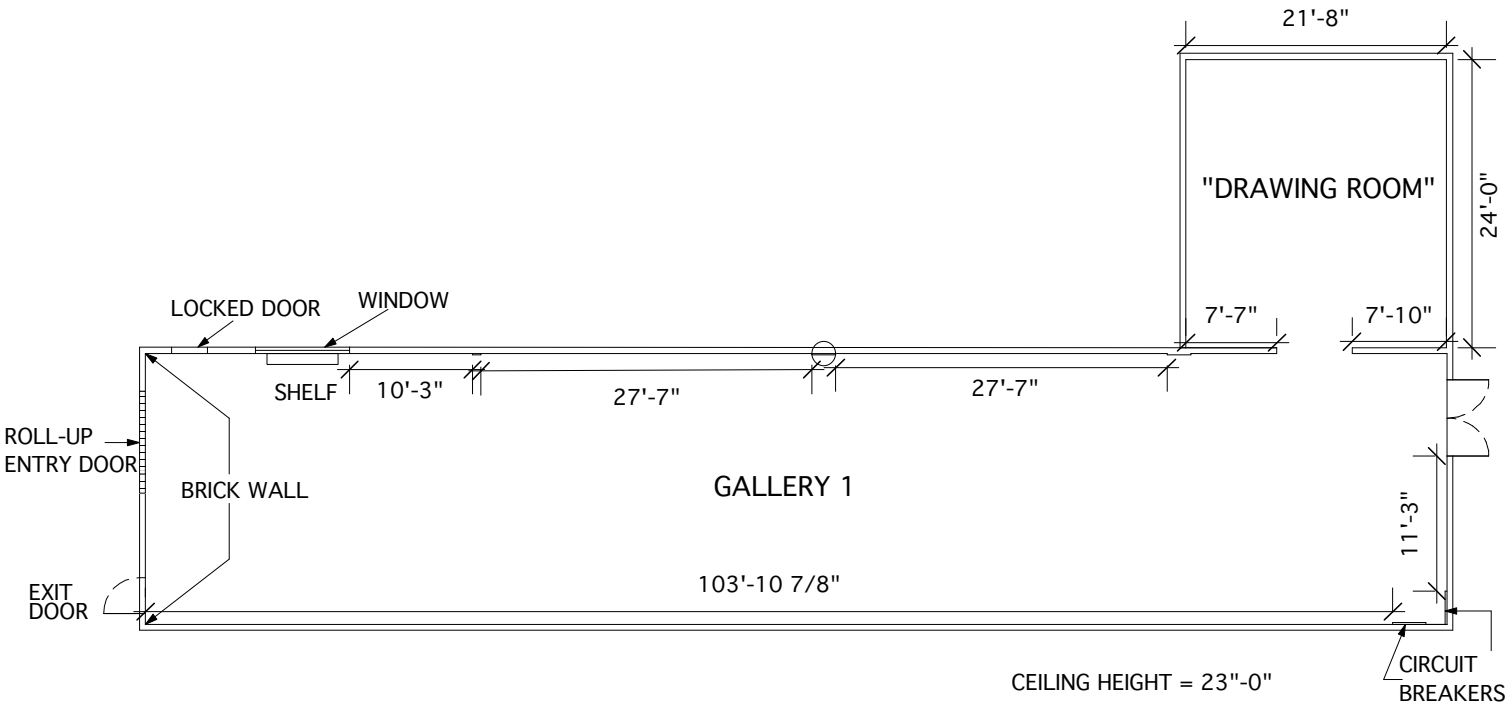 21'-8"
"DRAWING ROOM"
24'-0"
LOCKED DOOR
WINDOW
7'-7"
7'-10"
SHELF
10'-3"
27'-7"
27'-7"
ROLL-UP
ENTRY DOOR
BRICK WALL
GALLERY 1
11'-3"
103'-10 7/8"
EXIT
DOOR
CEILING HEIGHT = 23"-0"
CIRCUIT
BREAKERS